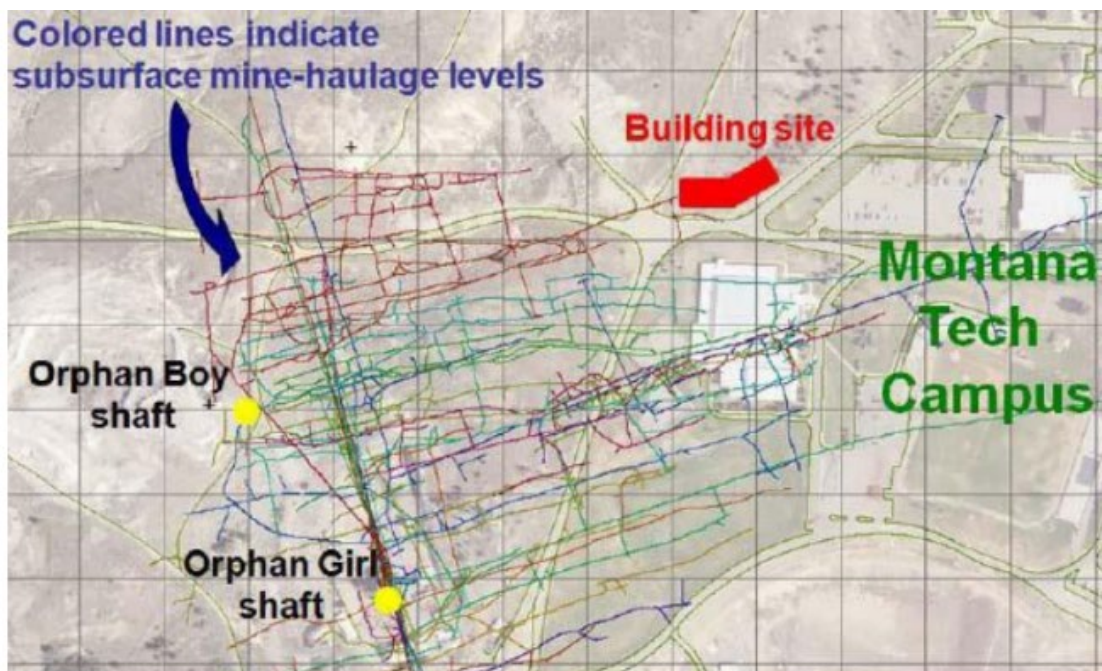 Colored lines indicate
subsurface mine-haulage levels
Building site
Montana
Tech
Campus
Orphan Boy
shaft
Orphan Girl
shaft